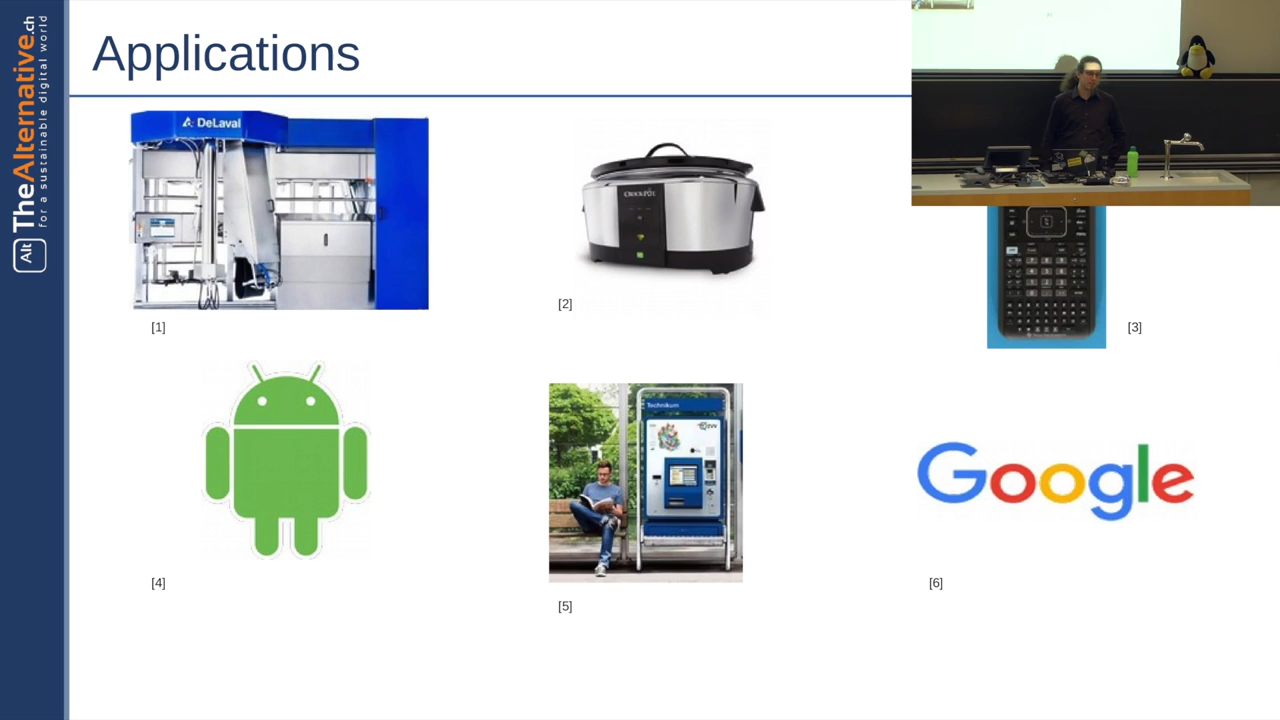 TheAlternative.ch
for a sustainable digital world
Alt
Applications
DeLaval
CROCK·POT
[1]
[2]
[3]
Technikum
ZVV
Google
[4]
[5]
[6]